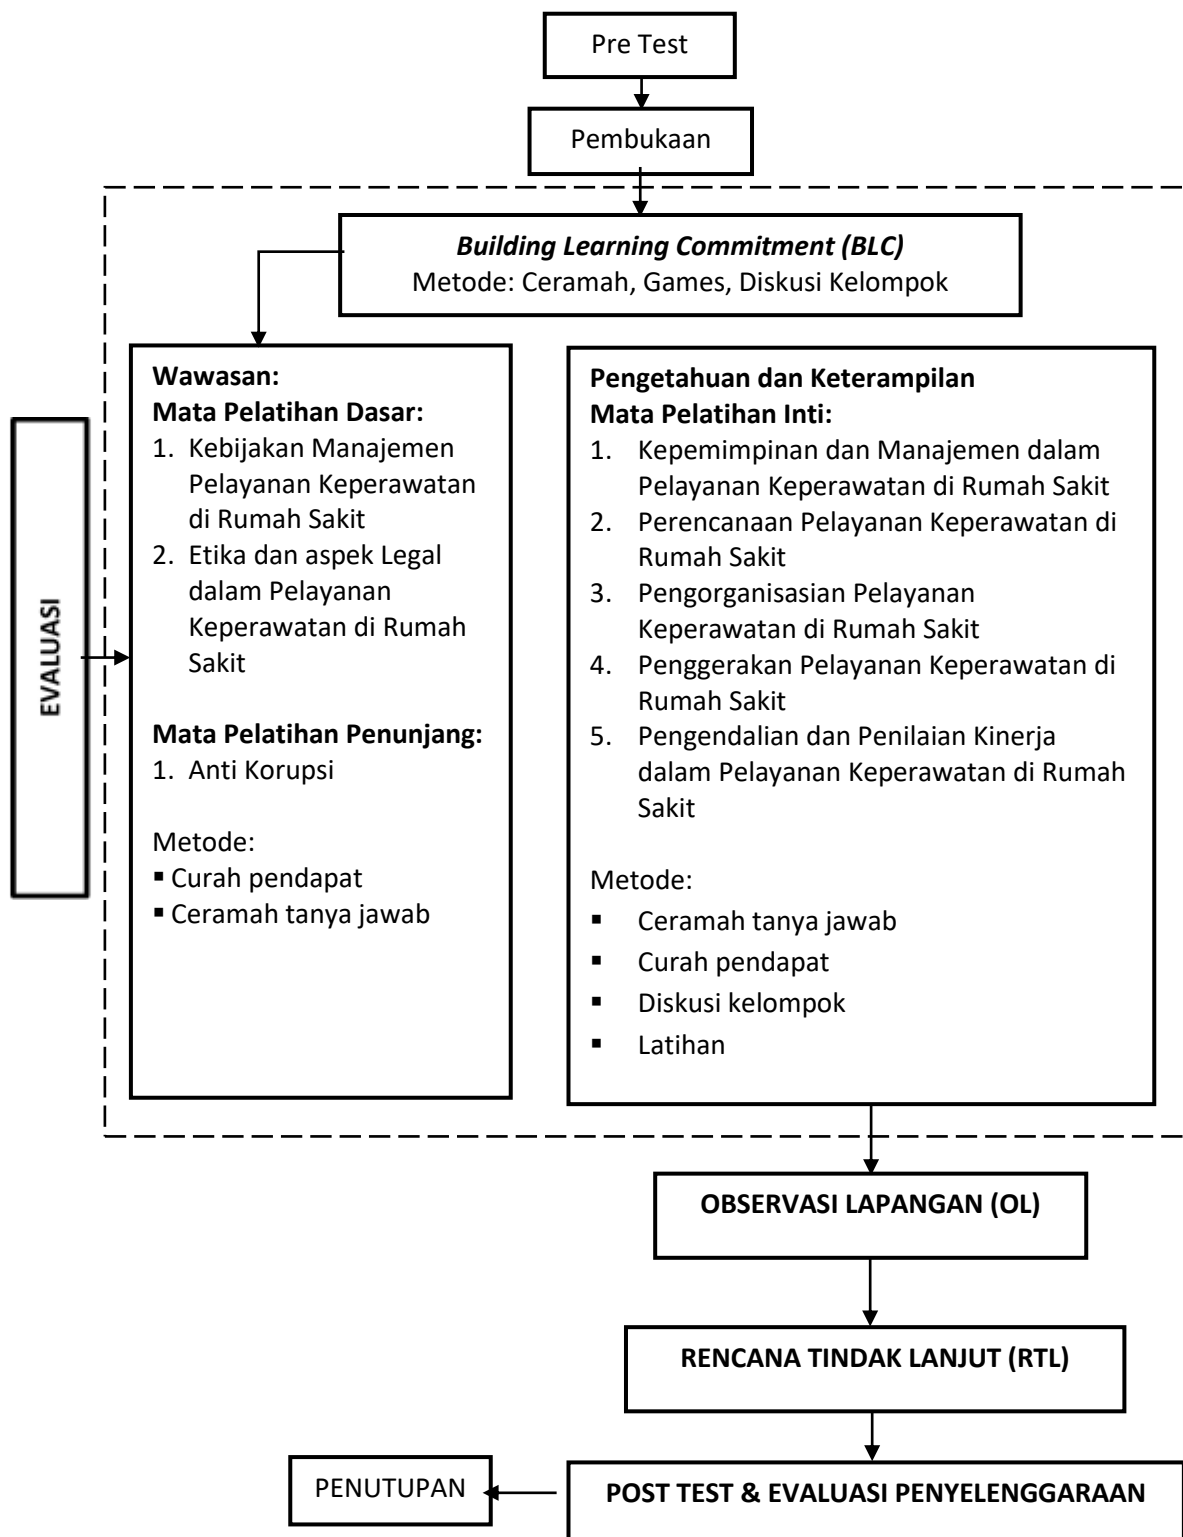 Pre Test
Pembukaan
Building Learning Commitment (BLC)
Metode: Ceramah, Games, Diskusi Kelompok
EVALUASI
Wawasan:
Mata Pelatihan Dasar:
1. Kebijakan Manajemen
Pelayanan Keperawatan
di Rumah Sakit
2. Etika dan aspek Legal
dalam Pelayanan
Keperawatan di Rumah
Sakit
Mata Pelatihan Penunjang:
1. Anti Korupsi
Metode:
▪ Curah pendapat
▪ Ceramah tanya jawab
Pengetahuan dan Keterampilan
Mata Pelatihan Inti:
1. Kepemimpinan dan Manajemen dalam
Pelayanan Keperawatan di Rumah Sakit
2. Perencanaan Pelayanan Keperawatan di
Rumah Sakit
3. Pengorganisasian Pelayanan
Keperawatan di Rumah Sakit
4. Penggerakan Pelayanan Keperawatan di
Rumah Sakit
5. Pengendalian dan Penilaian Kinerja
dalam Pelayanan Keperawatan di Rumah
Sakit
Metode:
▪ Ceramah tanya jawab
▪ Curah pendapat
▪ Diskusi kelompok
▪ Latihan
OBSERVASI LAPANGAN (OL)
RENCANA TINDAK LANJUT (RTL)
POST TEST & EVALUASI PENYELENGGARAAN
PENUTUPAN